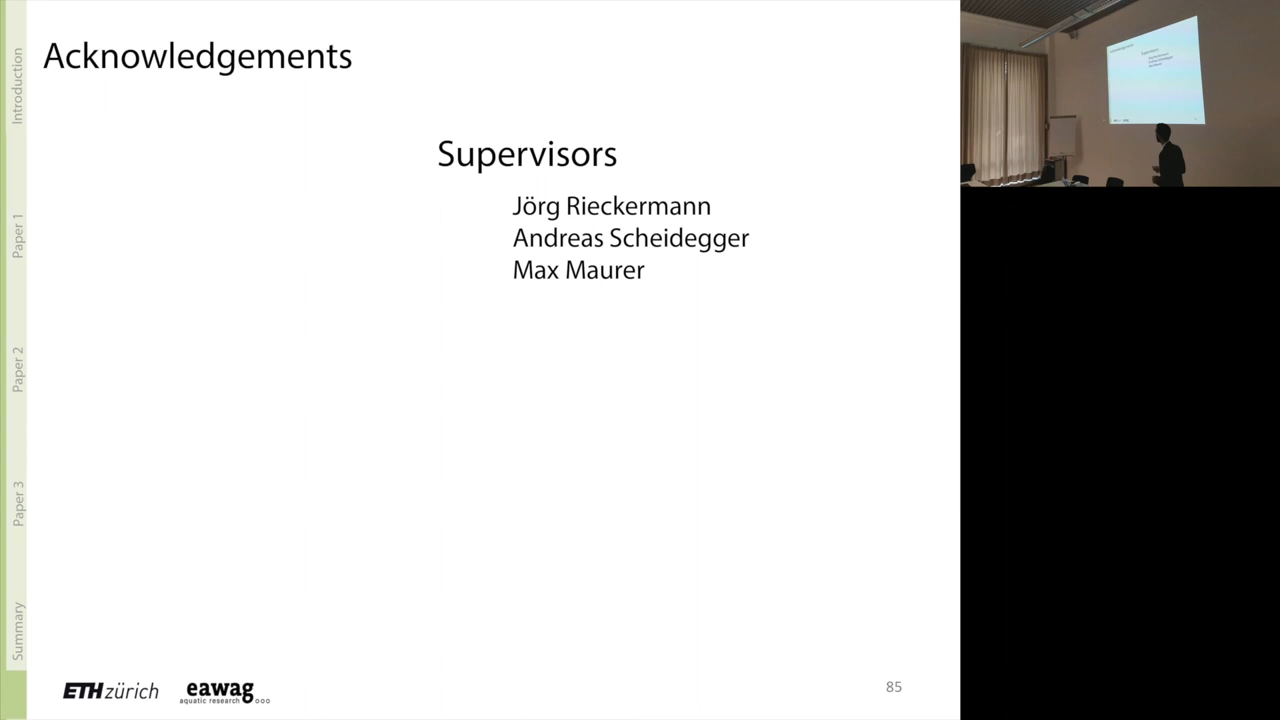 Acknowledgements
Supervisors
Jörg Rieckermann
Andreas Scheidegger
Max Maurer
Introduction
Paper 1
Paper 2
Paper 3
Summary
ETH zürich
eawag
aquatic research
85